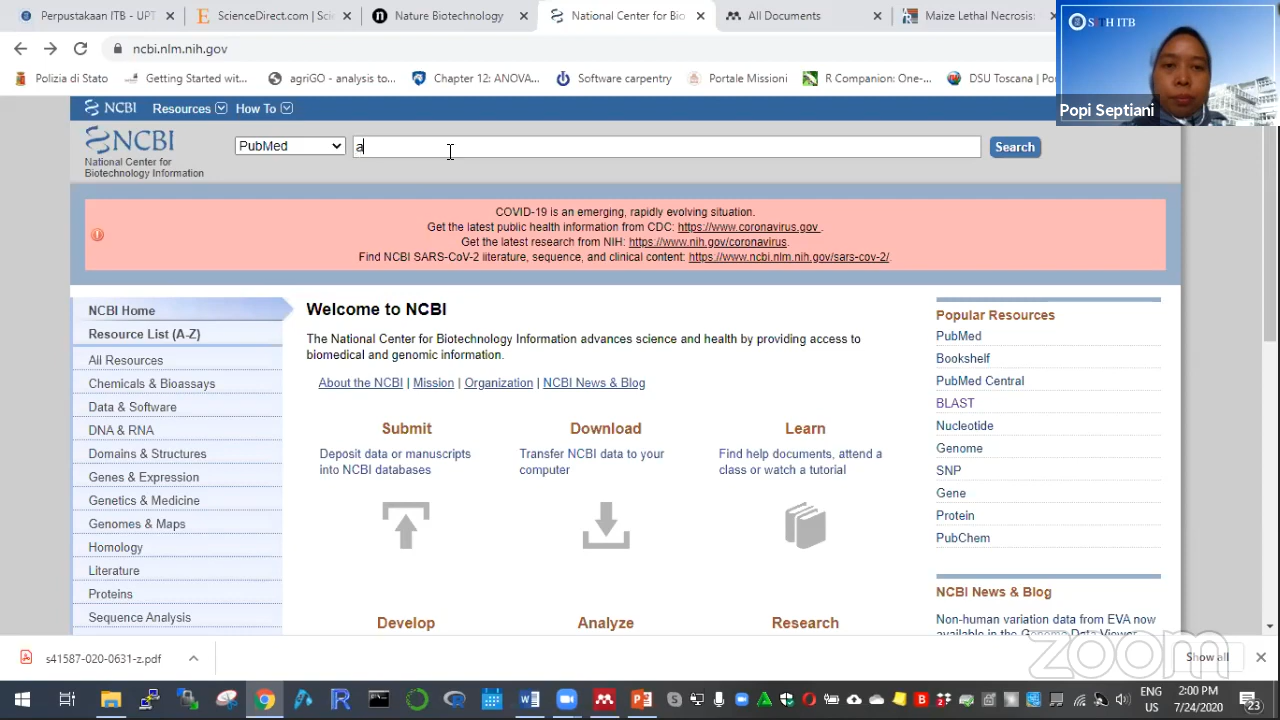 Perpustakaan ITB - UPT
ScienceDirect.com | Sci
Nature Biotechnology
National Center for Bio
All Documents
Maize Lethal Necrosis
ncbi.nlm.nih.gov
Polizia di Stato
Getting Started wit...
agriGO - analysis to...
Chapter 12: ANOVA...
Software carpentry
Portale Missioni
R Companion: One-...
DSU Toscana | Po
SITH ITB
Popi Septiani
NCBI Resources How To
NCBI
National Center for
Biotechnology Information
PubMed
a
Search
COVID-19 is an emerging, rapidly evolving situation.
Get the latest public health information from CDC: https://www.coronavirus.gov .
Get the latest research from NIH: https://www.nih.gov/coronavirus.
Find NCBI SARS-CoV-2 literature, sequence, and clinical content: https://www.ncbi.nlm.nih.gov/sars-cov-2/.
NCBI Home
Resource List (A-Z)
All Resources
Chemicals & Bioassays
Data & Software
DNA & RNA
Domains & Structures
Genes & Expression
Genetics & Medicine
Genomes & Maps
Homology
Literature
Proteins
Sequence Analysis
Welcome to NCBI
The National Center for Biotechnology Information advances science and health by providing access to
biomedical and genomic information.
About the NCBI | Mission | Organization | NCBI News & Blog
Submit
Deposit data or manuscripts
into NCBI databases
Download
Transfer NCBI data to your
computer
Learn
Find help documents, attend a
class or watch a tutorial
Develop
Analyze
Research
Popular Resources
PubMed
Bookshelf
PubMed Central
BLAST
Nucleotide
Genome
SNP
Gene
Protein
PubChem
NCBI News & Blog
Non-human variation data from EVA now
available in the Genome Data Viewer
s41587-020-0631-z.pdf
Show all
zoom
ENG
US
2:00 PM
7/24/2020
23